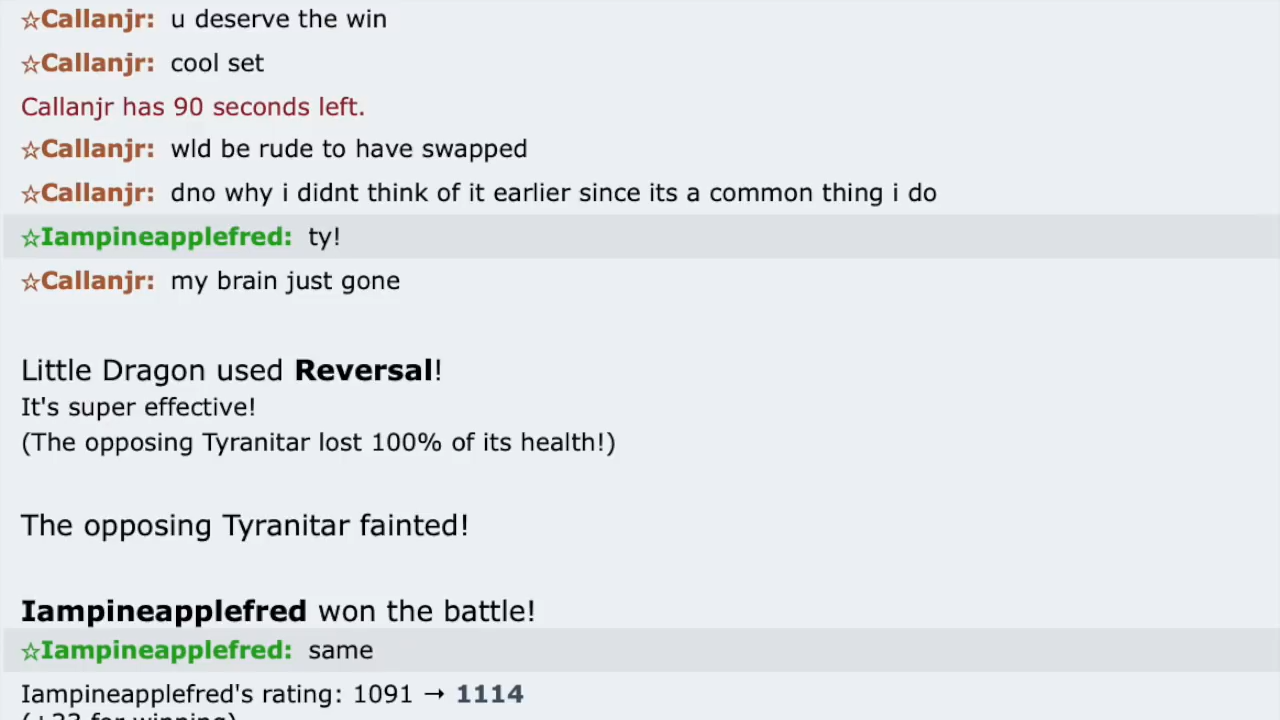 ☆Callanjr: u deserve the win
☆Callanjr: cool set
Callanjr has 90 seconds left.
☆Callanjr: wld be rude to have swapped
☆Callanjr: dno why i didnt think of it earlier since its a common thing i do
☆Iampineapplefred: ty!
☆Callanjr: my brain just gone
Little Dragon used Reversal!
It's super effective!
(The opposing Tyranitar lost 100% of its health!)
The opposing Tyranitar fainted!
Iampineapplefred won the battle!
☆Iampineapplefred: same
Iampineapplefred's rating: 1091 → 1114
(+23 for winning)